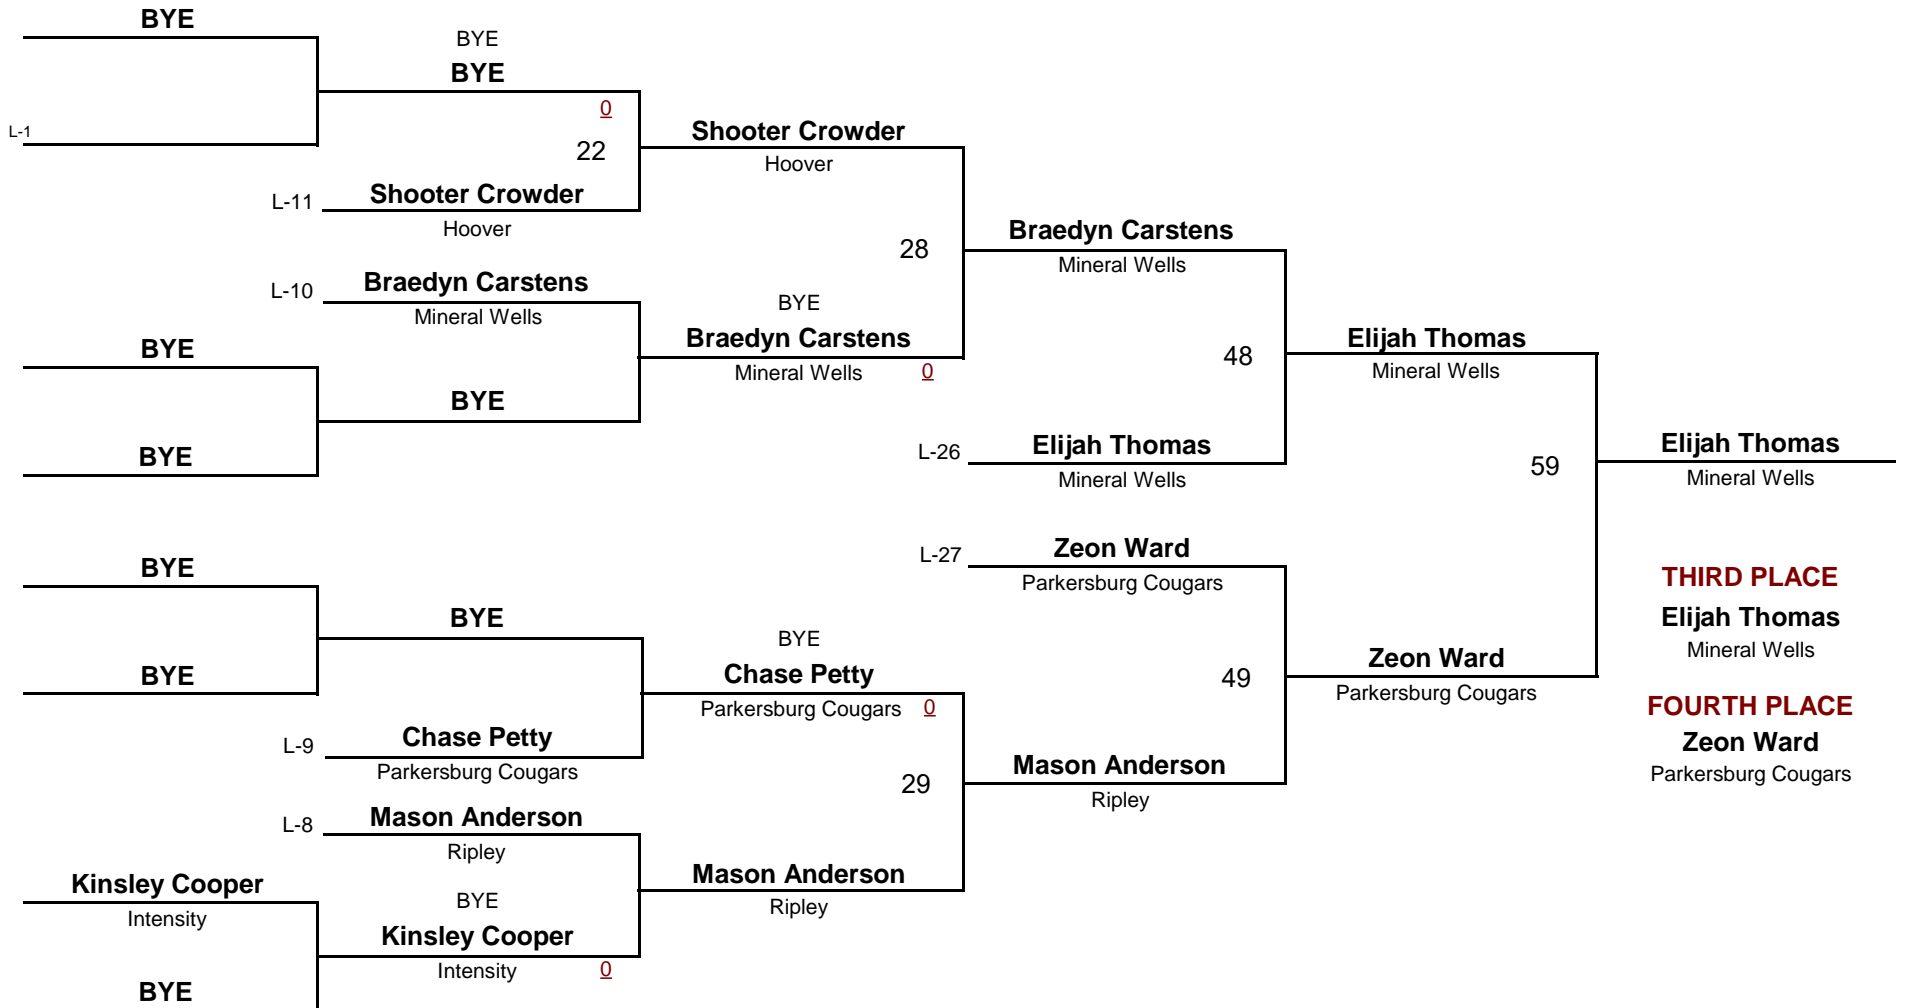 BYE
BYE
BYE
0
L-1
22
Shooter Crowder
Hoover
L-11
Shooter Crowder
Hoover
28
Braedyn Carstens
Mineral Wells
L-10
Braedyn Carstens
Mineral Wells
BYE
Braedyn Carstens
Mineral Wells
0
BYE
BYE
BYE
48
Elijah Thomas
Mineral Wells
L-26
Elijah Thomas
Mineral Wells
59
Elijah Thomas
Mineral Wells
L-27
Zeon Ward
Parkersburg Cougars
BYE
BYE
BYE
BYE
Chase Petty
Parkersburg Cougars
0
49
Zeon Ward
Parkersburg Cougars
THIRD PLACE
Elijah Thomas
Mineral Wells
FOURTH PLACE
Zeon Ward
Parkersburg Cougars
L-9
Chase Petty
Parkersburg Cougars
29
Mason Anderson
Ripley
L-8
Mason Anderson
Ripley
Kinsley Cooper
Intensity
BYE
Kinsley Cooper
Intensity
0
Mason Anderson
Ripley
BYE